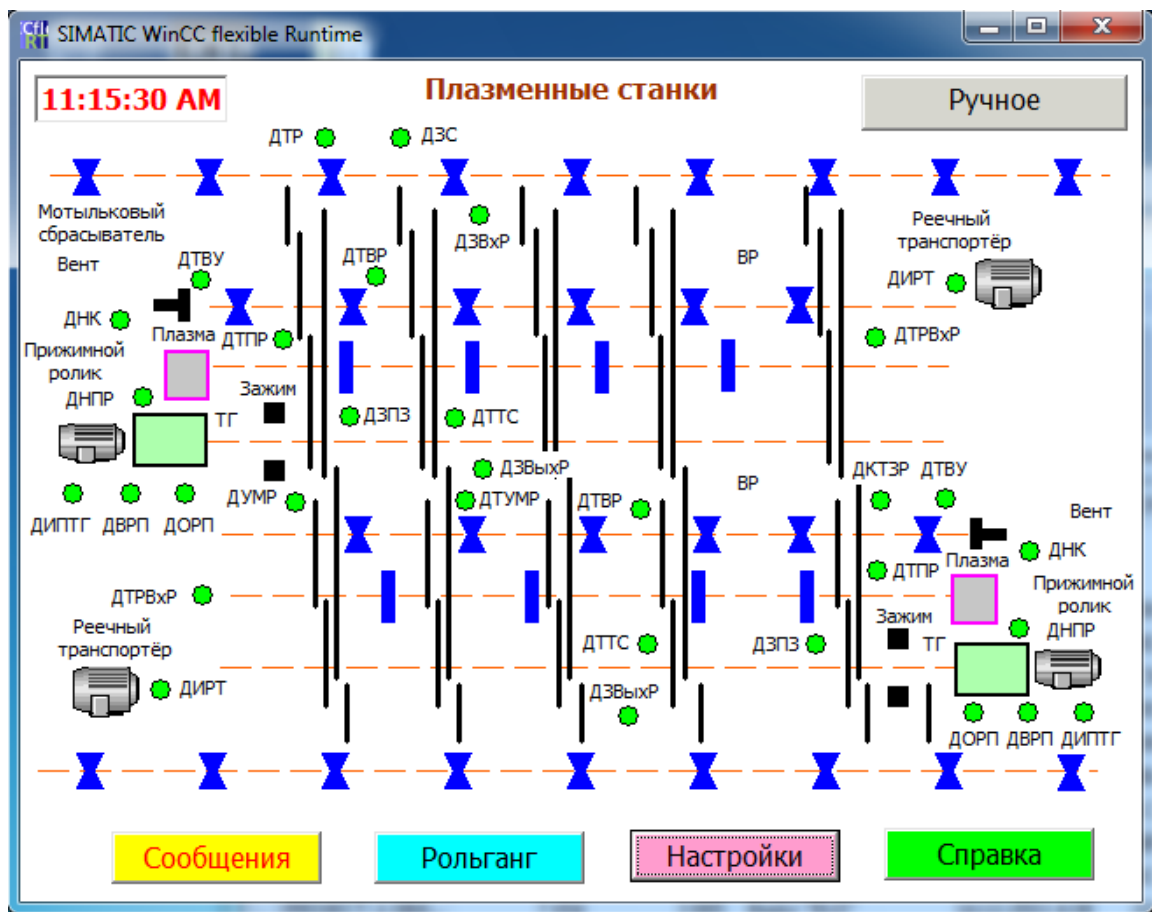 SIMATIC WinCC flexible Runtime
11:15:30 AM
Плазменные станки
Ручное
ДТР
ДЗС
Мотыльковый
сбрасыватель
ДЗВхР
Реечный
транспортёр
Вент
ДТВУ
ДТВР
ВР
ДИРТ
ДНК
Плазма
ДТПР
ДТРВхР
Прижимной
ролик
ДНПР
Зажим
ТГ
ДЗПЗ
ДТТС
ДЗВыхР
ВР
ДКТЗР
ДТВУ
ДУМР
ДТУМР
ДТВР
ДИПТГ
ДВРП
ДОРП
Вент
ДНК
Плазма
ДТПР
Прижимной
ролик
ДТРВхР
Зажим
ДНПР
Реечный
транспортёр
ДТТС
ДЗПЗ
ТГ
ДИРТ
ДЗВыхР
ДОРП
ДВРП
ДИПТГ
Сообщения
Рольганг
Настройки
Справка